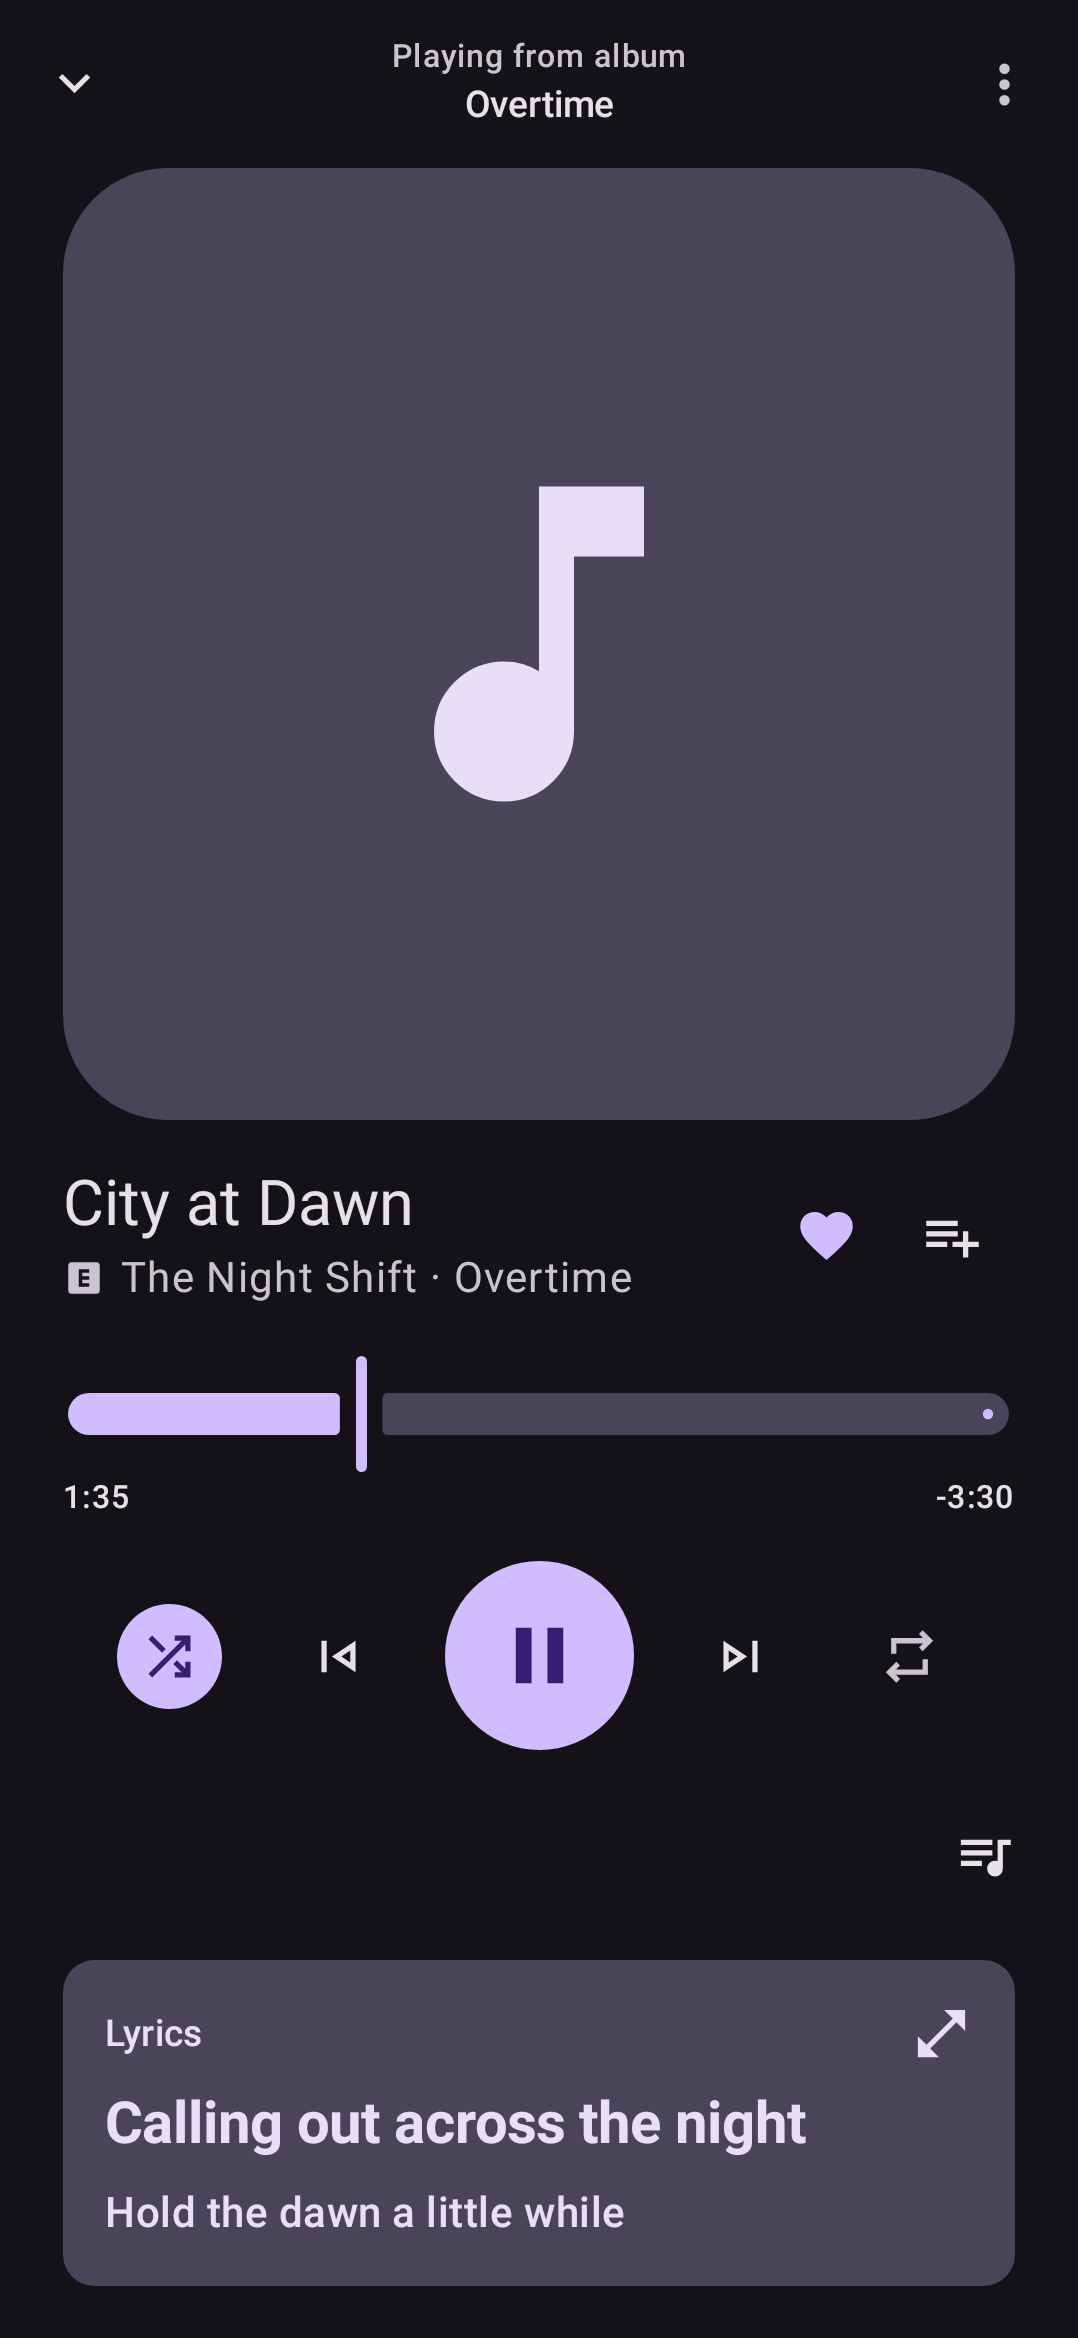 Playing from album
Overtime
City at Dawn
E The Night Shift · Overtime
1:35
-3:30
Lyrics
Calling out across the night
Hold the dawn a little while